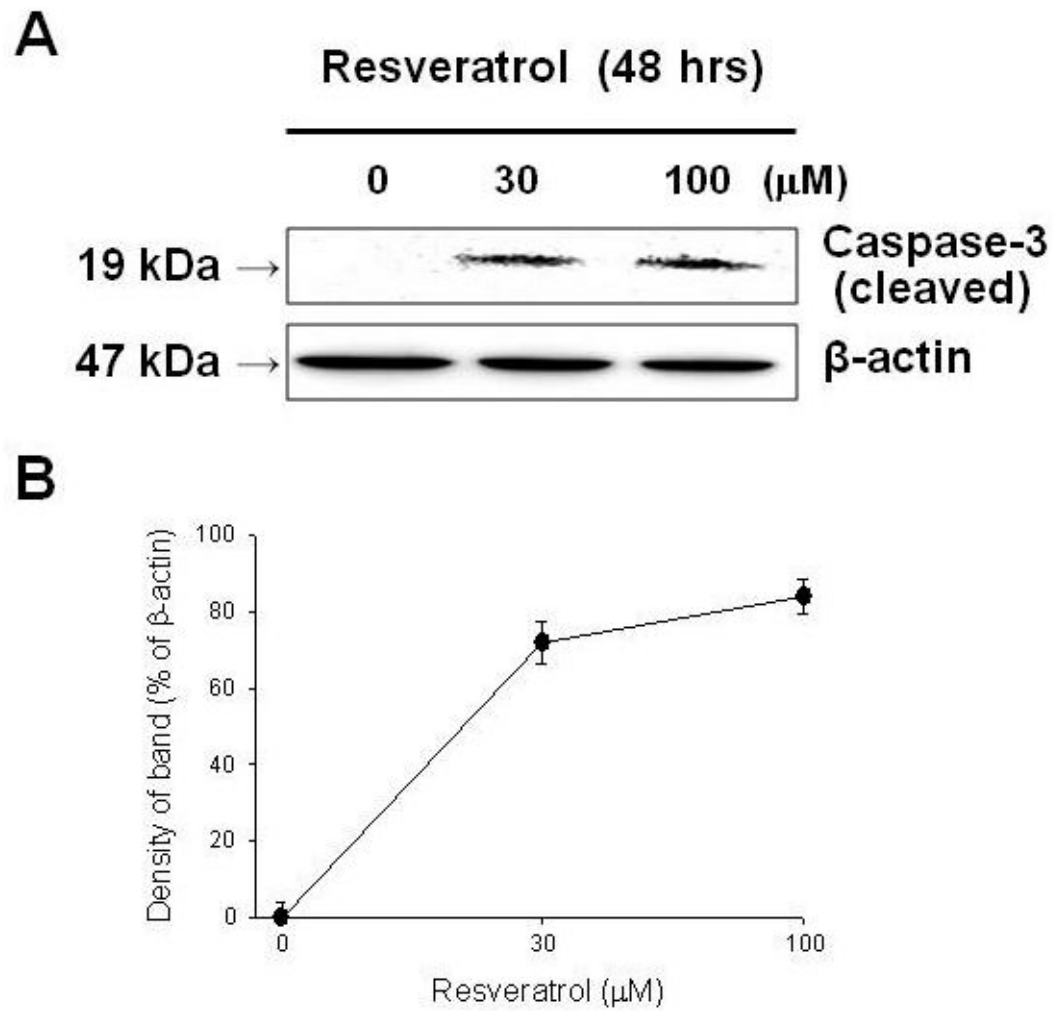 A
Resveratrol (48 hrs)
0 30 100 (µM)
19 kDa → Caspase-3
(cleaved)
47 kDa → β-actin
B
Density of band (% of β-actin)
100
80
60
40
20
0
0 30 100
Resveratrol (µM)